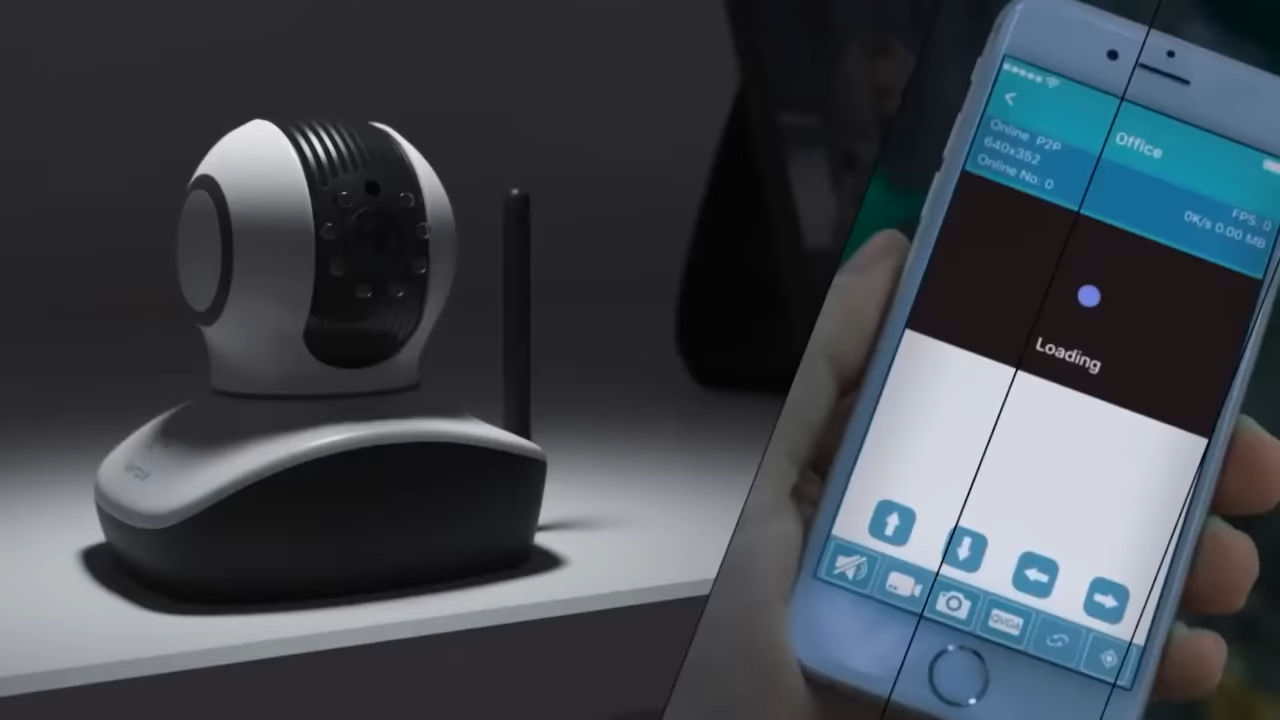 Office
Online P2P
640x352
Online No: 0
FPS: 0
0K/s 0.00 MB
Loading
QVGA